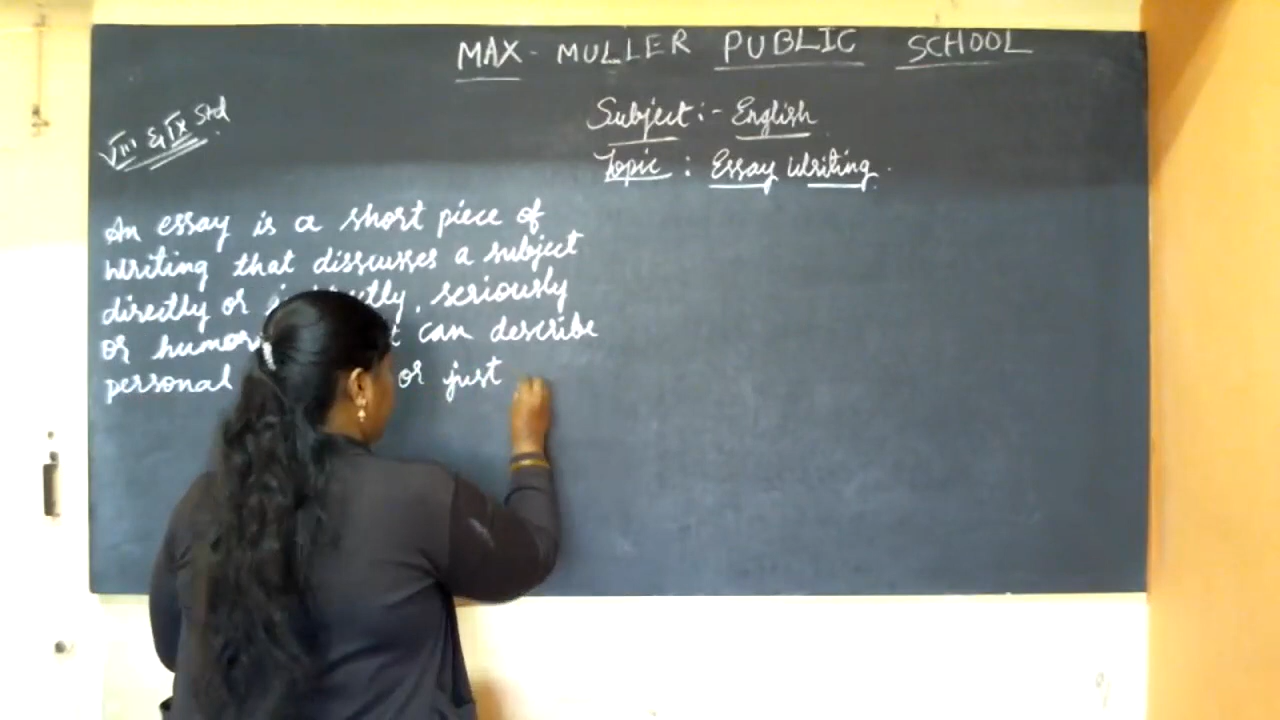 MAX - MULLER PUBLIC SCHOOL
Subject :- English
Topic : Essay Writing.
VIII & IX Std
An essay is a short piece of
writing that disscusses a subject
directly or , seriously
or can describe
personal or just